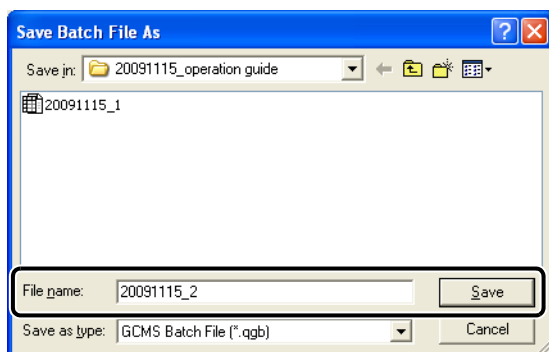 Save Batch File As
Save in: 20091115_operation guide
20091115_1
File name: 20091115_2 Save
Save as type: GCMS Batch File (*.qgb) Cancel